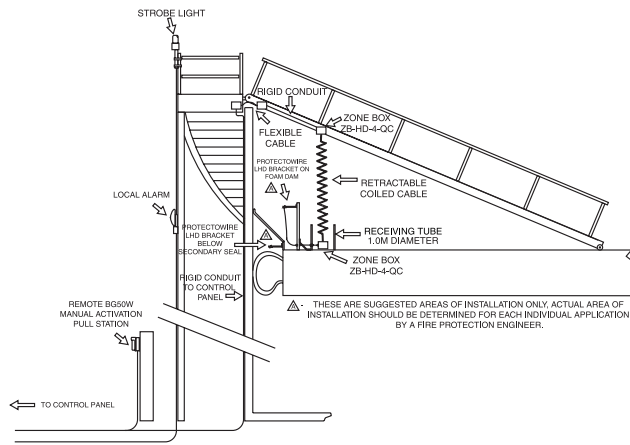 STROBE LIGHT
RIGID CONDUIT
ZONE BOX
ZB-HD-4-QC
FLEXIBLE
CABLE
PROTECTOWIRE
LHD BRACKET ON
FOAM DAM
RETRACTABLE
COILED CABLE
LOCAL ALARM
PROTECTOWIRE
LHD BRACKET
BELOW
SECONDARY SEAL
RECEIVING TUBE
1.0M DIAMETER
ZONE BOX
ZB-HD-4-QC
RIGID CONDUIT
TO CONTROL
PANEL
REMOTE BG50W
MANUAL ACTIVATION
PULL STATION
- THESE ARE SUGGESTED AREAS OF INSTALLATION ONLY, ACTUAL AREA OF
INSTALLATION SHOULD BE DETERMINED FOR EACH INDIVIDUAL APPLICATION
BY A FIRE PROTECTION ENGINEER.
TO CONTROL PANEL